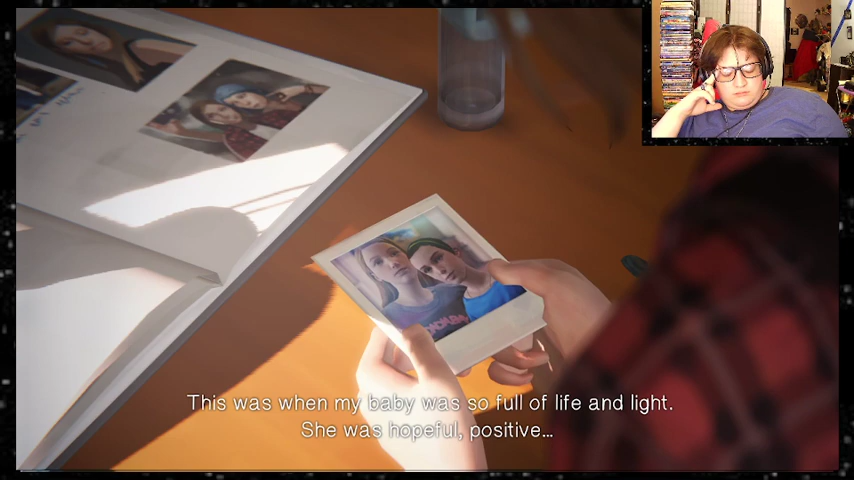 This was when my baby was so full of life and light.
She was hopeful, positive...